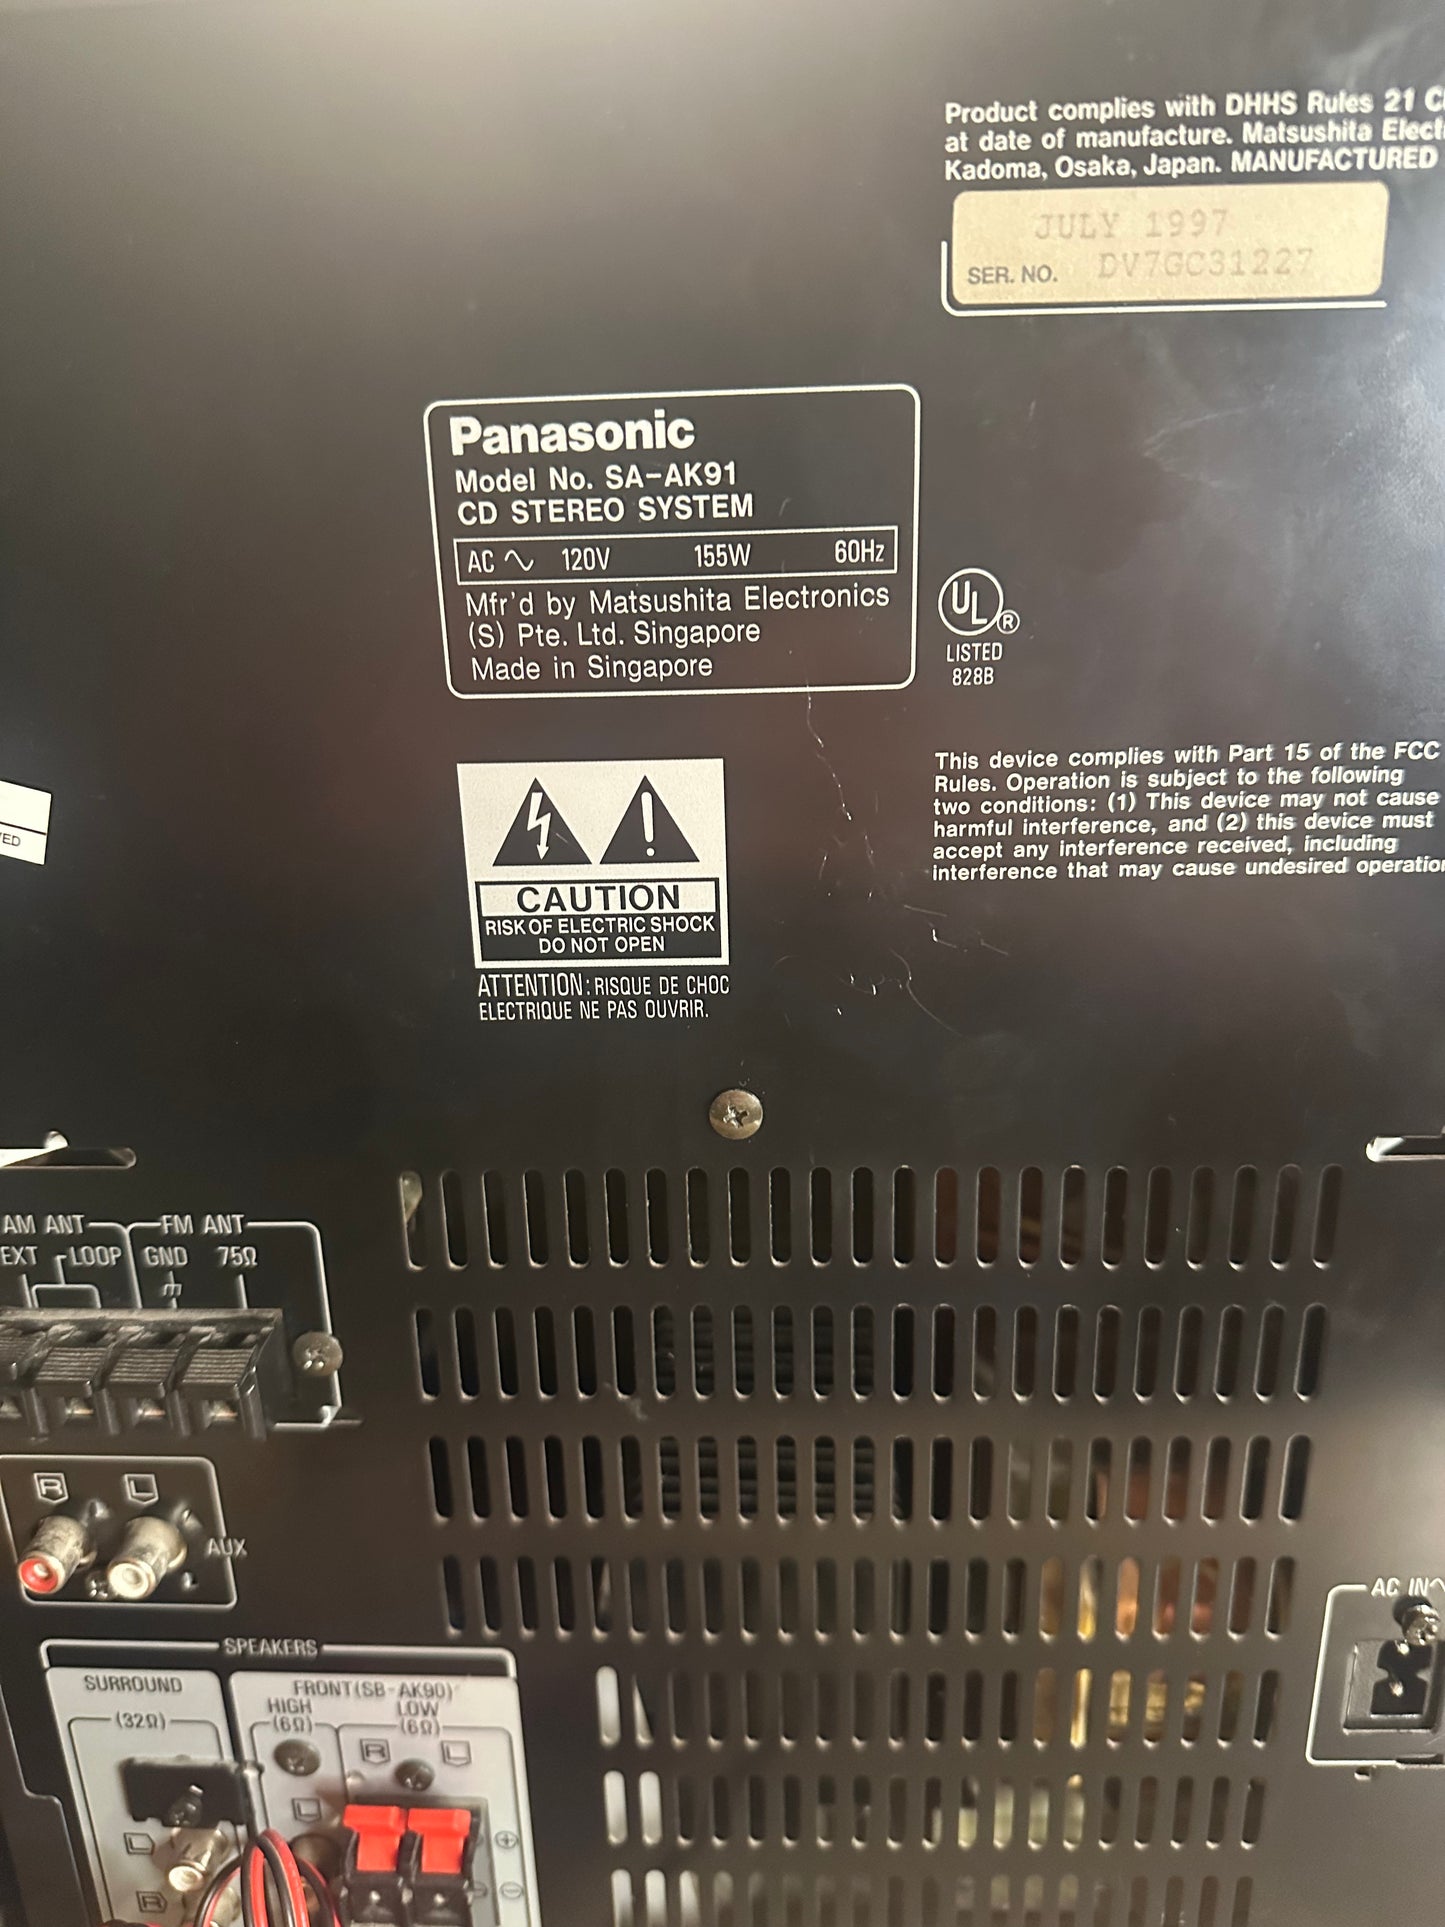 Product complies with DHHS Rules 21
at date of manufacture. Matsushita
Kadoma, Osaka, Japan. MANUFACTURED
JULY 1997
SER. NO. DV7GC31227
Panasonic
Model No. SA-AK91
CD STEREO SYSTEM
AC 120V 155W 60Hz
Mfr'd by Matsushita Electronics
(S) Pte. Ltd. Singapore
Made in Singapore
UL ®
LISTED
828B
This device complies with Part 15 of the FCC
Rules. Operation is subject to the following
two conditions: (1) This device may not cause
harmful interference, and (2) this device must
accept any interference received, including
interference that may cause undesired
CAUTION
RISK OF ELECTRIC SHOCK
DO NOT OPEN
ATTENTION: RISQUE DE CHOC
ELECTRIQUE NE PAS OUVRIR.
AM ANT FM ANT
EXT LOOP GND 75Ω
R L
AUX
AC IN
SPEAKERS
SURROUND FRONT(SB-AK90)
HIGH LOW
(32Ω) (6Ω) (6Ω)
R L
L
L
R